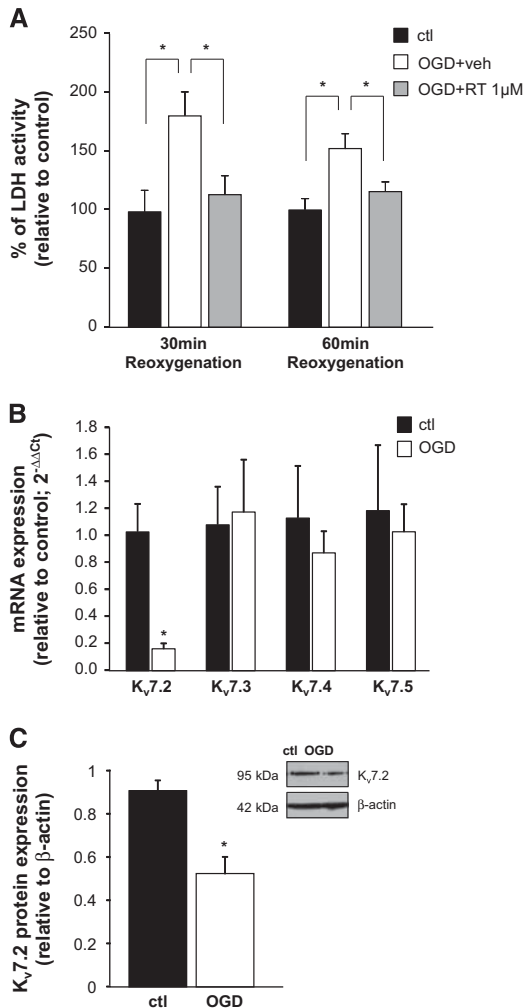 A
% of LDH activity
(relative to control)
250
200
150
100
50
0
* * * *
ctl
OGD+veh
OGD+RT 1µM
30min
Reoxygenation
60min
Reoxygenation
B
mRNA expression
(relative to control; 2-ΔΔCt)
1.8
1.6
1.4
1.2
1.0
0.8
0.6
0.4
0.2
0.0
*
ctl
OGD
Kv7.2 Kv7.3 Kv7.4 Kv7.5
C
Kv7.2 protein expression
(relative to β-actin)
1
0.8
0.6
0.4
0.2
0
*
ctl OGD
ctl OGD
95 kDa Kv7.2
42 kDa β-actin